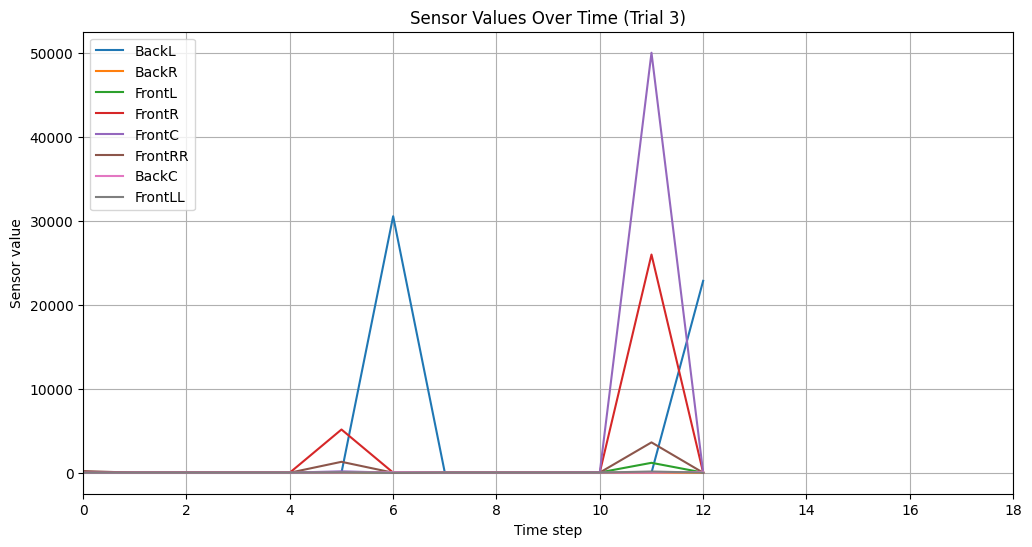 Sensor Values Over Time (Trial 3)
BackL
BackR
FrontL
FrontR
FrontC
FrontRR
BackC
FrontLL
50000
40000
30000
20000
10000
0
Sensor value
0 2 4 6 8 10 12 14 16 18
Time step